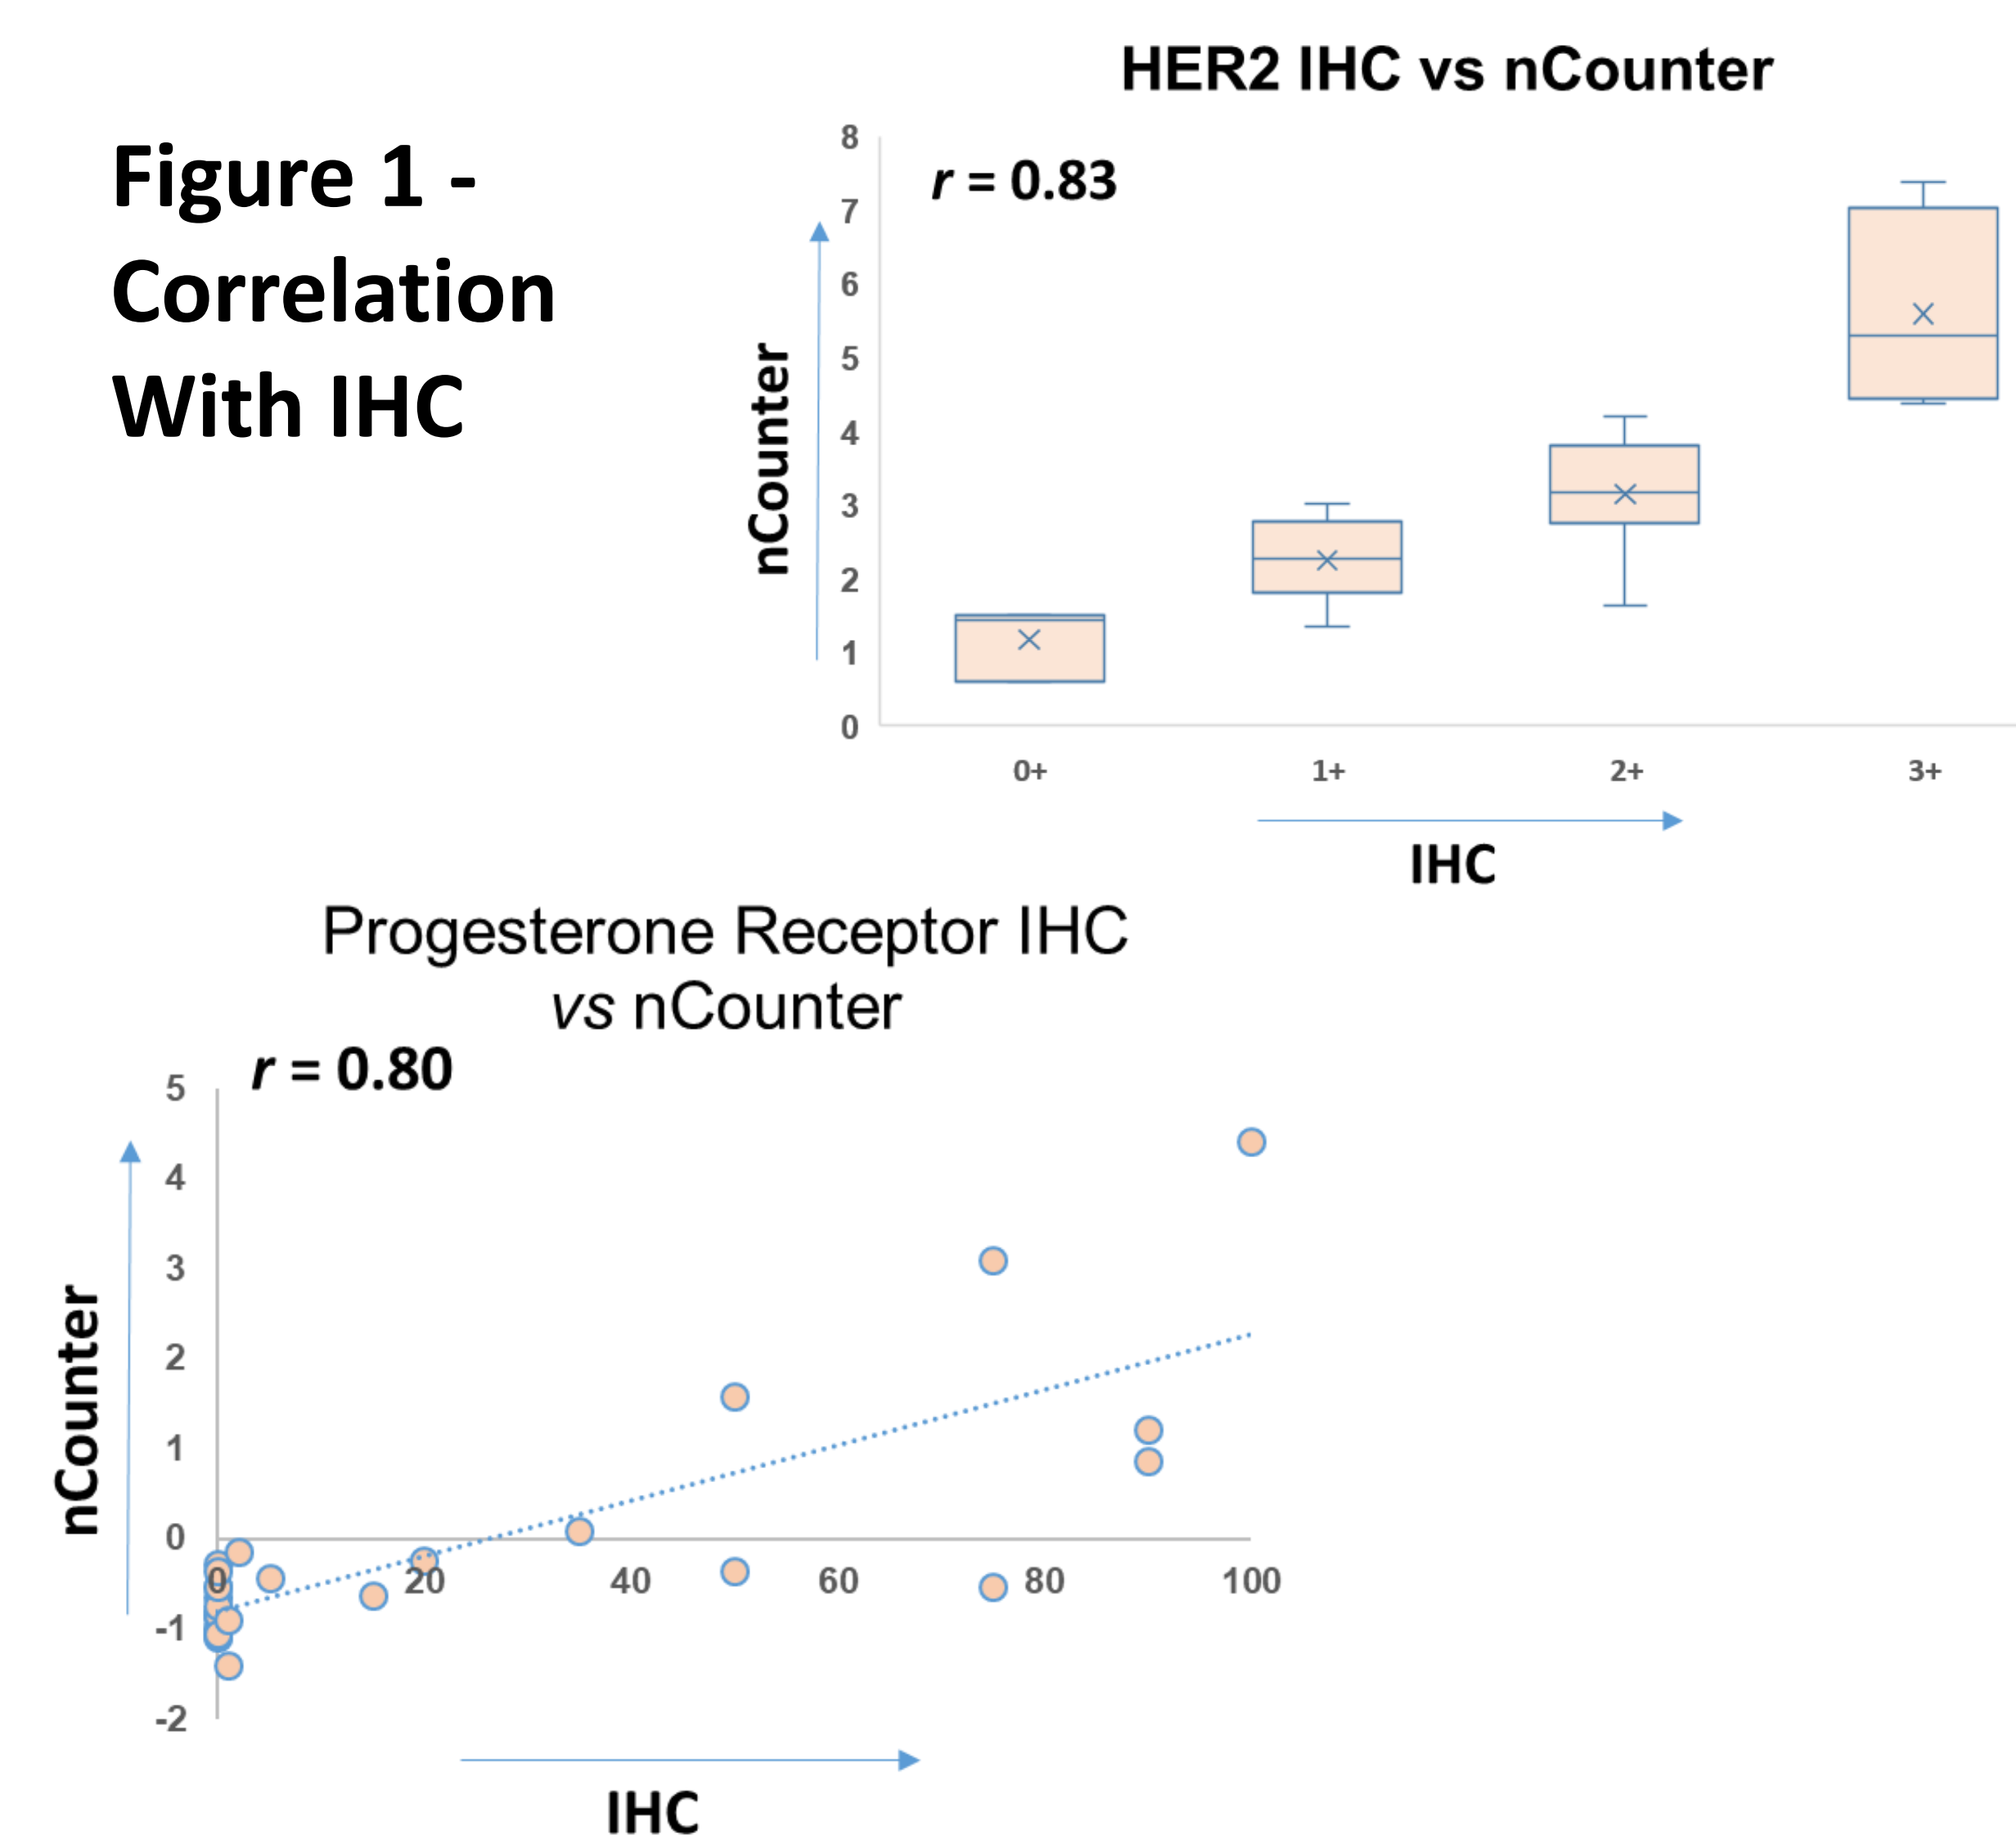 Figure 1 -
Correlation
With IHC
HER2 IHC vs nCounter
r = 0.83
8
7
6
5
4
3
2
1
0
nCounter
0+ 1+ 2+ 3+
IHC
Progesterone Receptor IHC
vs nCounter
r = 0.80
5
4
3
2
1
0
-1
-2
nCounter
0 20 40 60 80 100
IHC